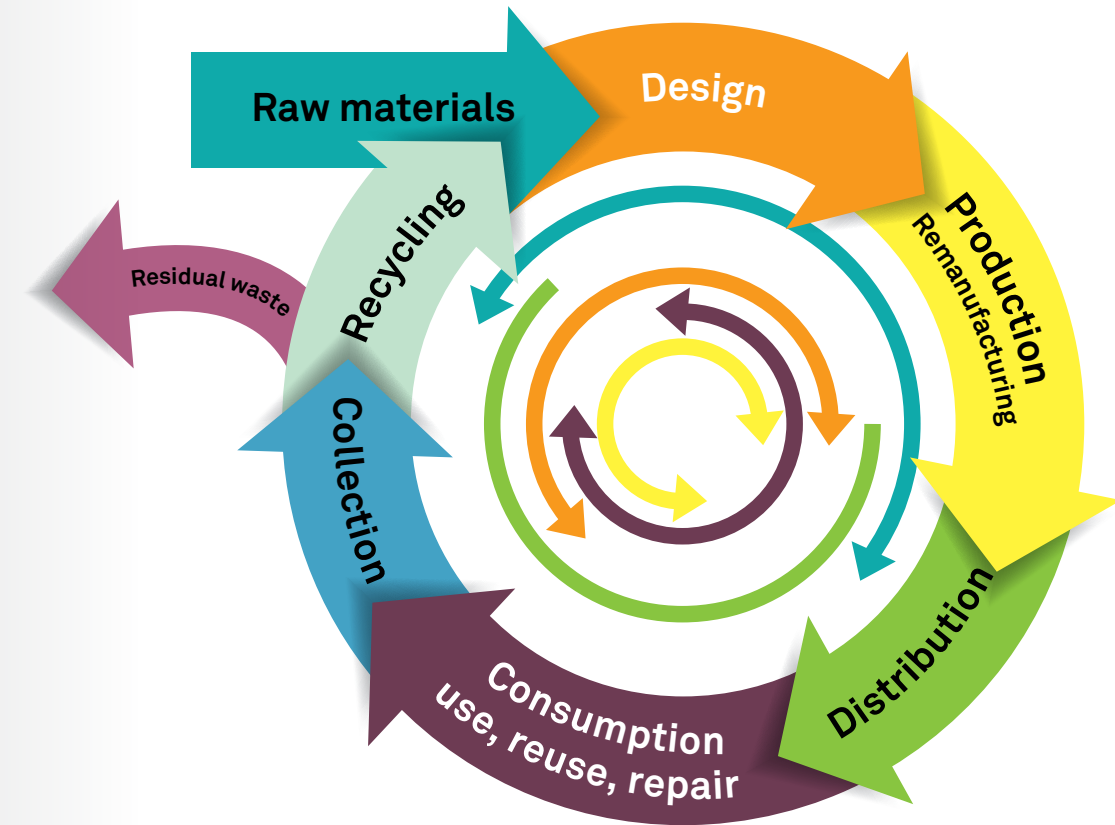 Raw materials
Design
Production
Remanufacturing
Distribution
Consumption
use, reuse, repair
Collection
Recycling
Residual waste